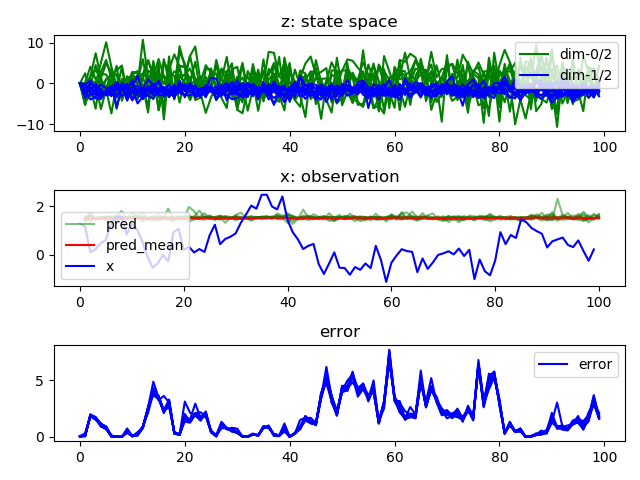 z: state space
10
0
−10
dim-0/2
dim-1/2
0 20 40 60 80 100
x: observation
2
0
pred
pred_mean
x
0 20 40 60 80 100
error
5
0
error
0 20 40 60 80 100